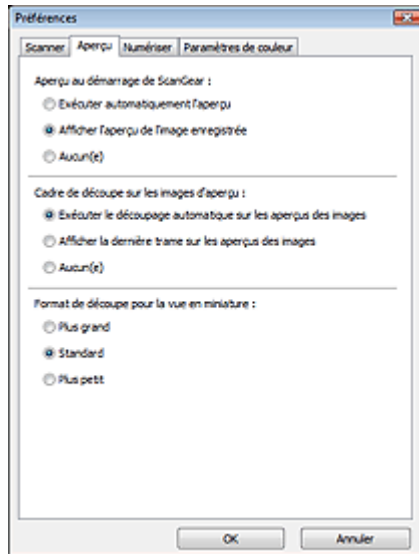 Préférences
Scanner Aperçu Numériser Paramètres de couleur
Aperçu au démarrage de ScanGear :
Exécuter automatiquement l'aperçu
Afficher l'aperçu de l'image enregistrée
Aucun(e)
Cadre de découpe sur les images d'aperçu :
Exécuter le découpage automatique sur les aperçus des images
Afficher la dernière trame sur les aperçus des images
Aucun(e)
Format de découpe pour la vue en miniature :
Plus grand
Standard
Plus petit
OK Annuler